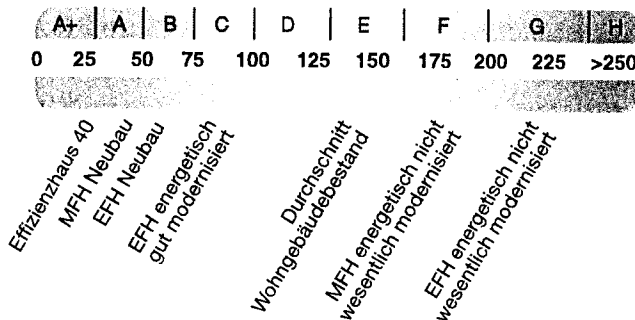 A+ A B C D E F G H
0 25 50 75 100 125 150 175 200 225 >250
Effizienzhaus 40
MFH Neubau
EFH Neubau
EFH energetisch
gut modernisiert
Durchschnitt
Wohngebäudebestand
MFH energetisch nicht
wesentlich modernisiert
EFH energetisch nicht
wesentlich modernisiert